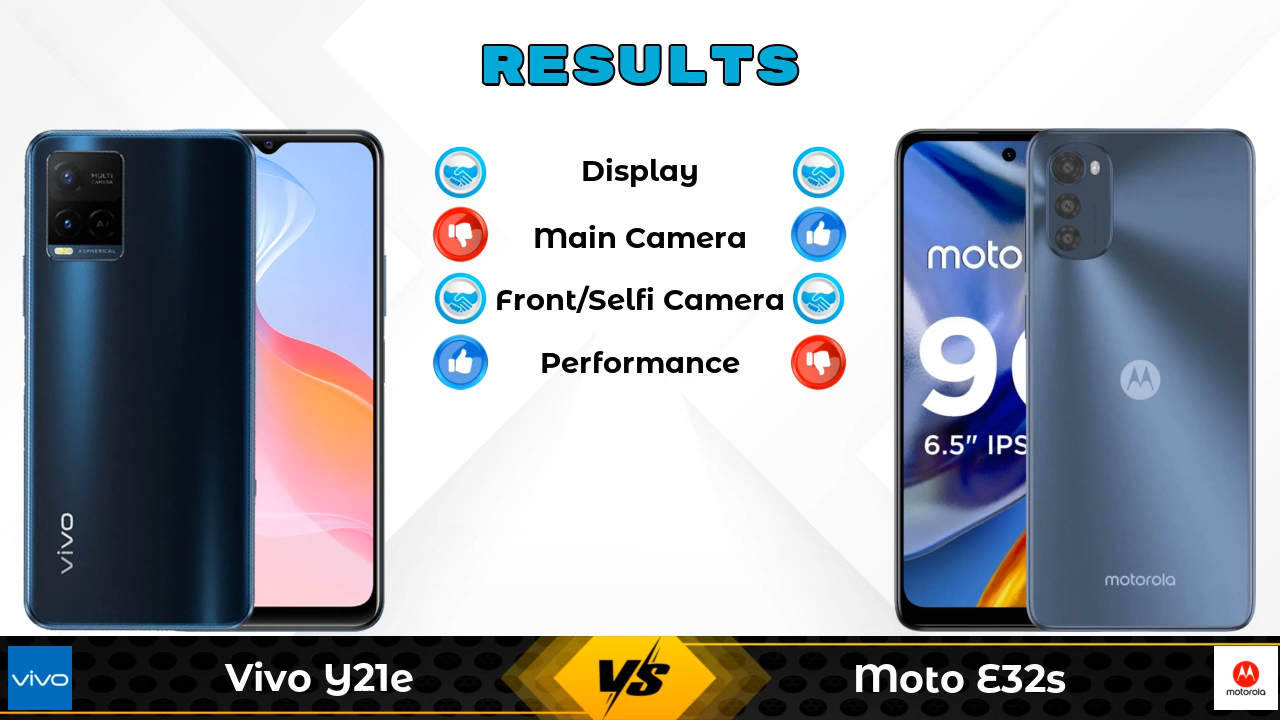 RESULTS
Display
Main Camera
Front/Selfi Camera
Performance
MULTI
CAMERA
AI
ASPHERICAL
vivo
moto
90
6.5" IPS
motorola
vivo
Vivo Y21e
VS
Moto E32s
motorola